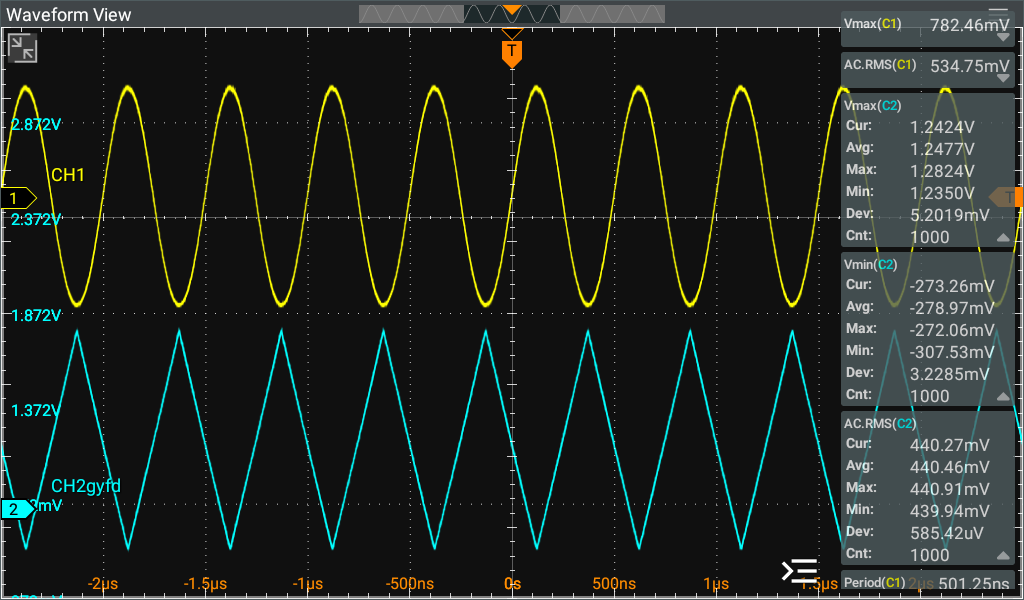 Waveform View
T
2.872V
CH1
1
2.372V
1.872V
1.372V
CH2gyfd
2
mV
-2μs -1.5μs -1μs -500ns 0s 500ns 1μs 1.5μs 2μs
Vmax(C1) 782.46mV
AC.RMS(C1) 534.75mV
Vmax(C2)
Cur: 1.2424V
Avg: 1.2477V
Max: 1.2824V
Min: 1.2350V
Dev: 5.2019mV
Cnt: 1000
T
Vmin(C2)
Cur: -273.26mV
Avg: -278.97mV
Max: -272.06mV
Min: -307.53mV
Dev: 3.2285mV
Cnt: 1000
AC.RMS(C2)
Cur: 440.27mV
Avg: 440.46mV
Max: 440.91mV
Min: 439.94mV
Dev: 585.42uV
Cnt: 1000
Period(C1) 501.25ns